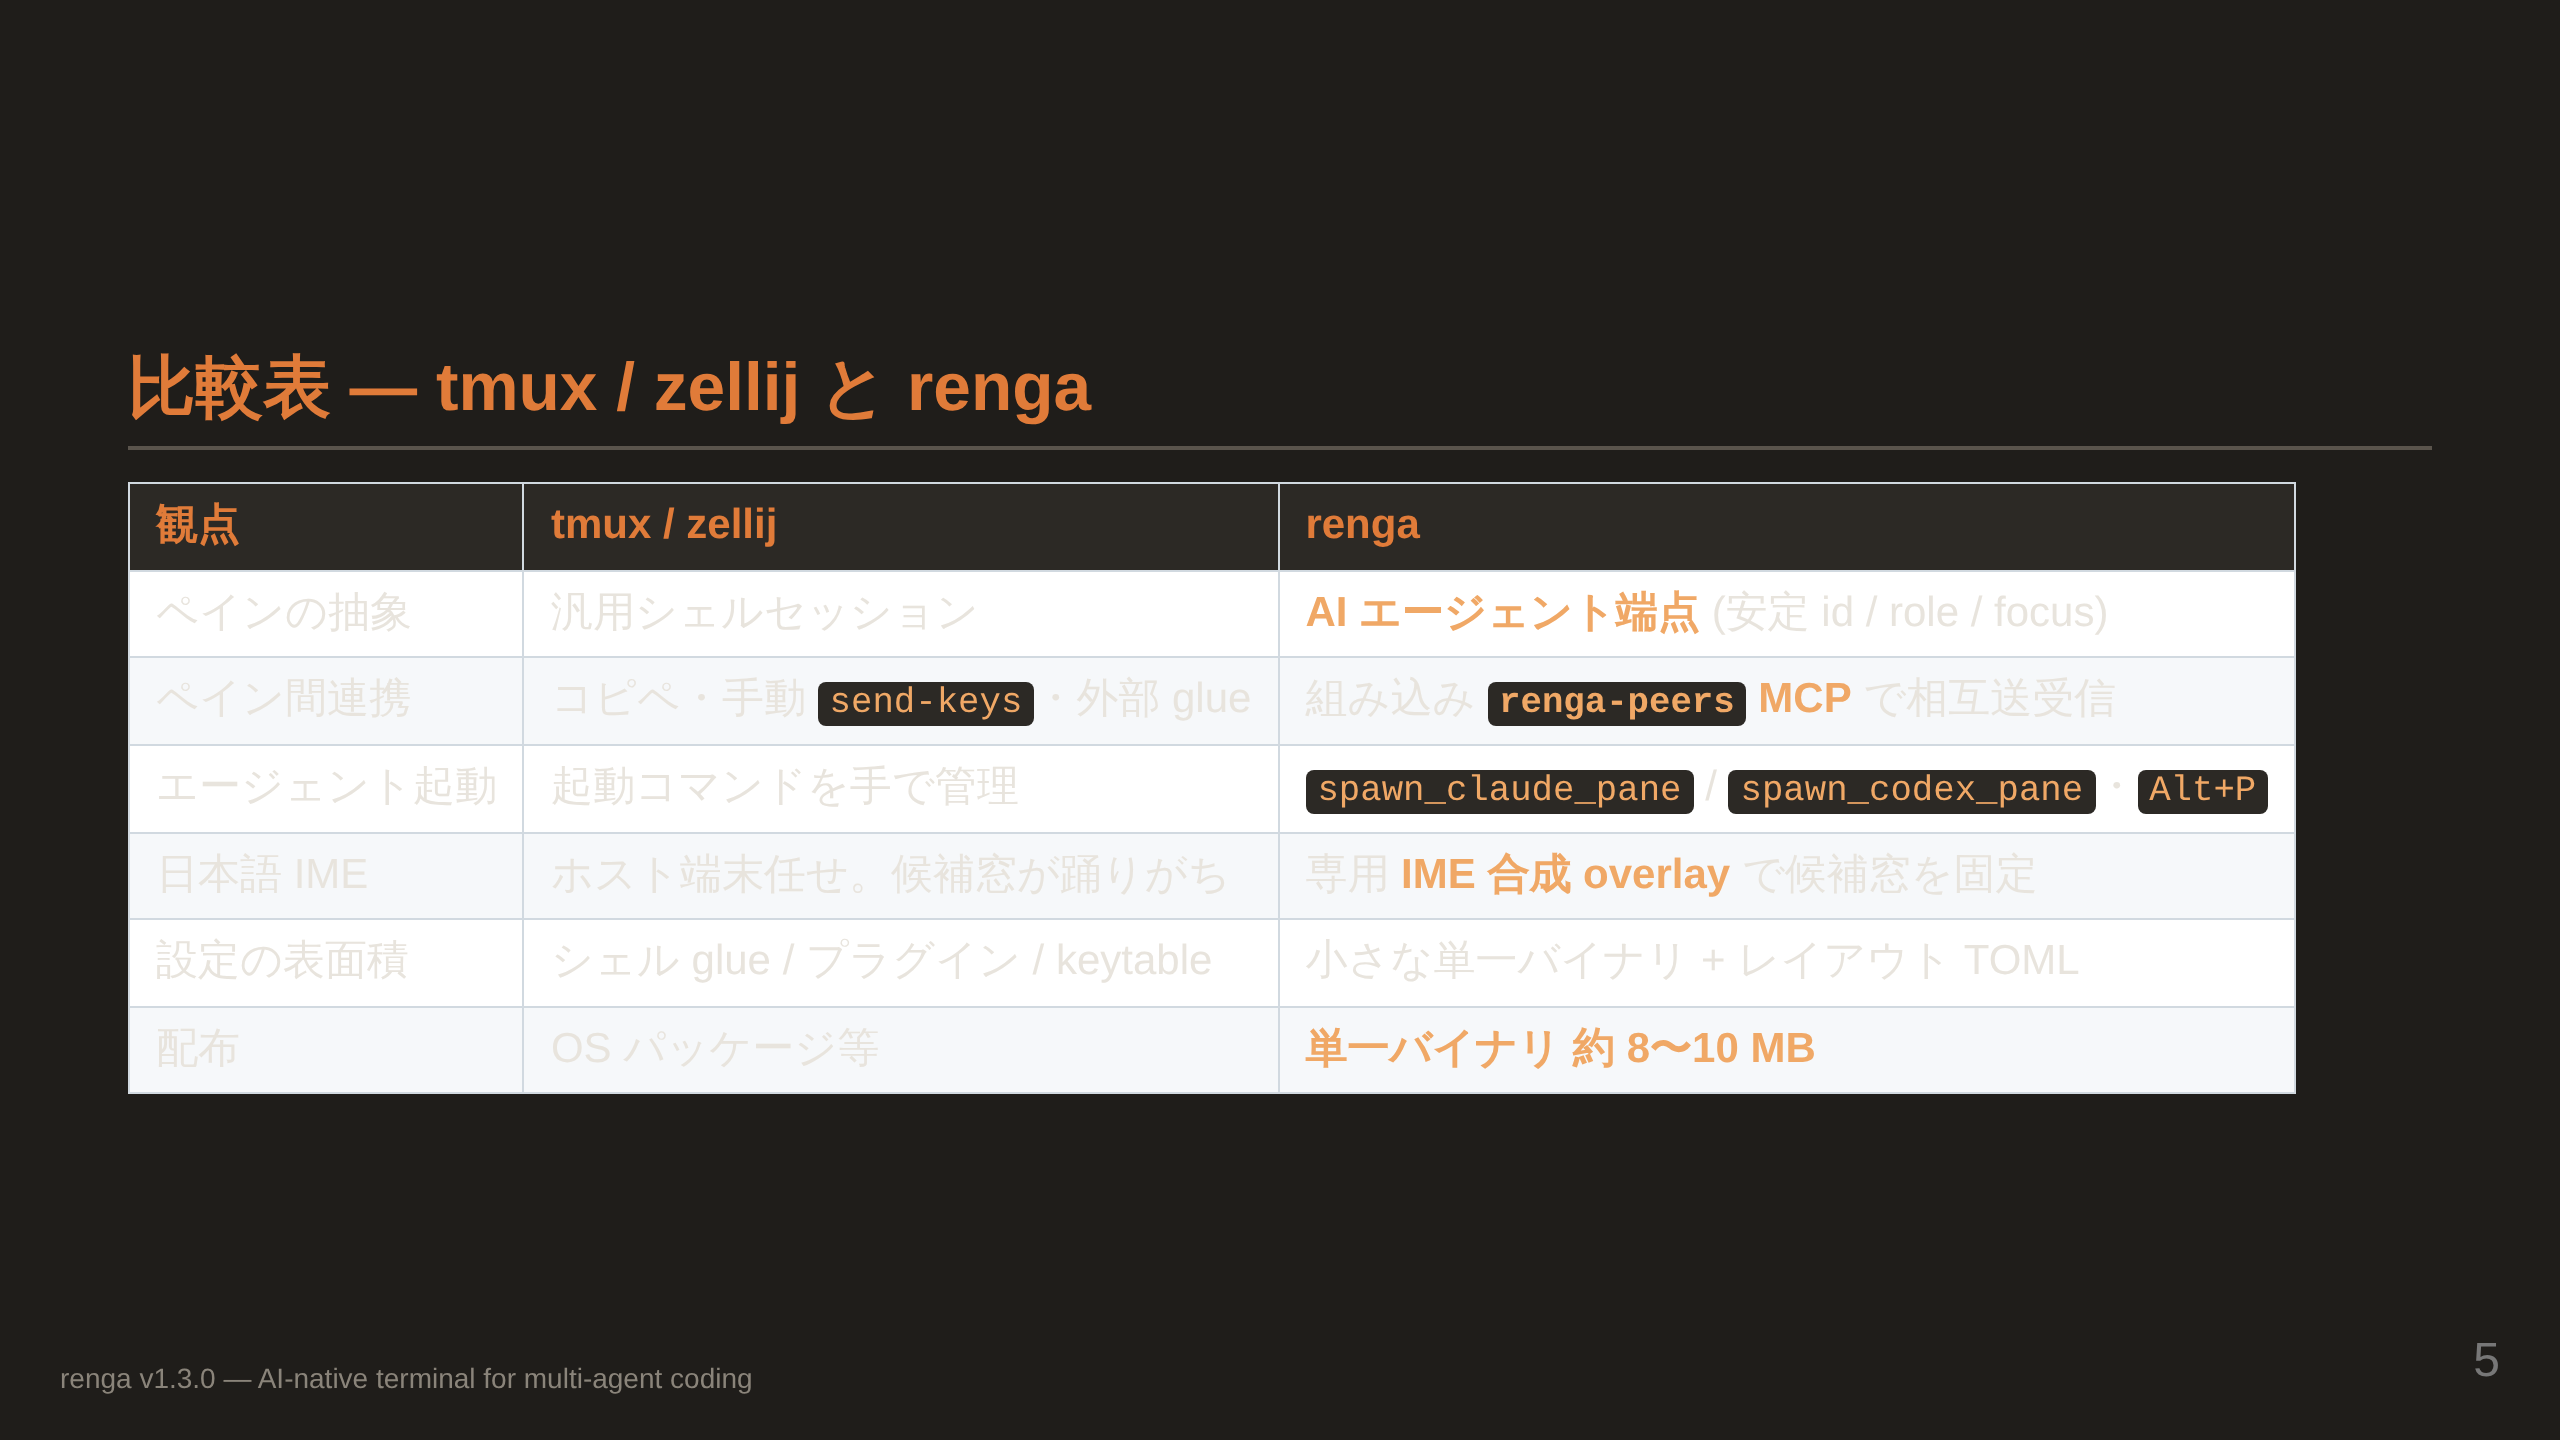 比較表 — tmux / zellij と renga
観点 tmux / zellij renga
ペインの抽象 汎用シェルセッション AI エージェント端点 (安定 id / role / focus)
ペイン間連携 コピペ・手動 send-keys ・外部 glue 組み込み renga-peers MCP で相互送受信
エージェント起動 起動コマンドを手で管理 spawn_claude_pane / spawn_codex_pane ・ Alt+P
日本語 IME ホスト端末任せ。候補窓が踊りがち 専用 IME 合成 overlay で候補窓を固定
設定の表面積 シェル glue / プラグイン / keytable 小さな単一バイナリ + レイアウト TOML
配布 OS パッケージ等 単一バイナリ 約 8〜10 MB
renga v1.3.0 — AI-native terminal for multi-agent coding
5